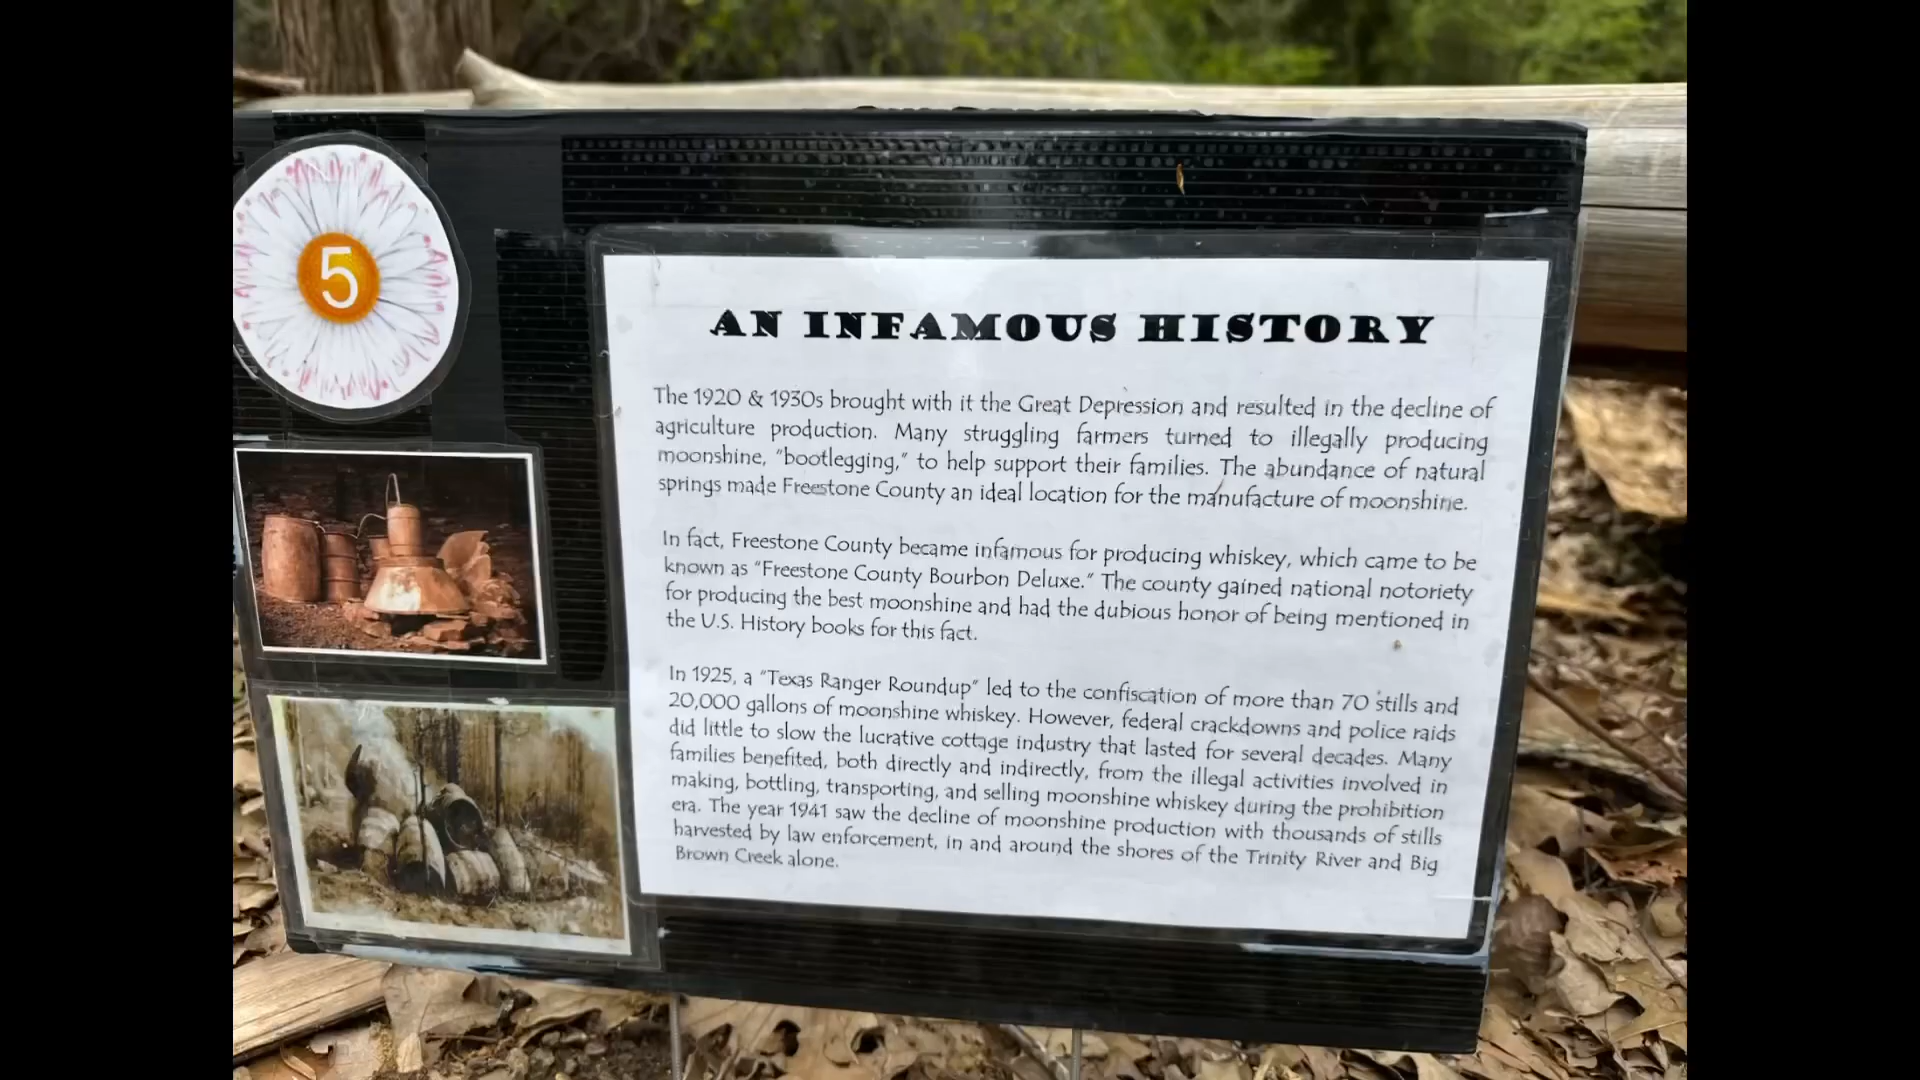 5
AN INFAMOUS HISTORY
The 1920 & 1930s brought with it the Great Depression and resulted in the decline of
agriculture production. Many struggling farmers turned to illegally producing
moonshine, "bootlegging," to help support their families. The abundance of natural
springs made Freestone County an ideal location for the manufacture of moonshine.
In fact, Freestone County became infamous for producing whiskey, which came to be
known as "Freestone County Bourbon Deluxe." The county gained national notoriety
for producing the best moonshine and had the dubious honor of being mentioned in
the U.S. History books for this fact.
In 1925, a "Texas Ranger Roundup" led to the confiscation of more than 70 stills and
20,000 gallons of moonshine whiskey. However, federal crackdowns and police raids
did little to slow the lucrative cottage industry that lasted for several decades. Many
families benefited, both directly and indirectly, from the illegal activities involved in
making, bottling, transporting, and selling moonshine whiskey during the prohibition
era. The year 1941 saw the decline of moonshine production with thousands of stills
harvested by law enforcement, in and around the shores of the Trinity River and Big
Brown Creek alone.